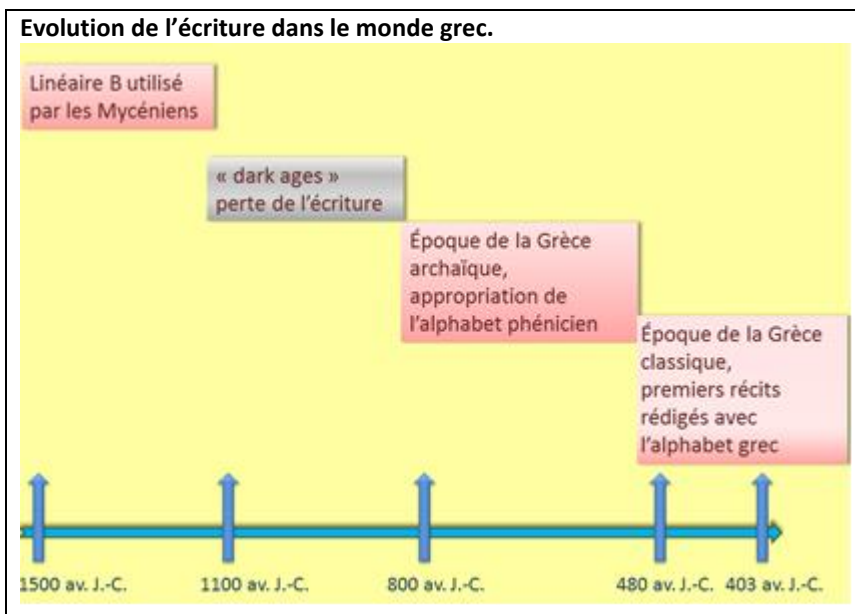 Evolution de l’écriture dans le monde grec.
Linéaire B utilisé
par les Mycéniens
« dark ages »
perte de l’écriture
Époque de la Grèce
archaïque,
appropriation de
l’alphabet phénicien
Époque de la Grèce
classique,
premiers récits
rédigés avec
l’alphabet grec
1500 av. J.-C. 1100 av. J.-C. 800 av. J.-C. 480 av. J.-C. 403 av. J.-C.